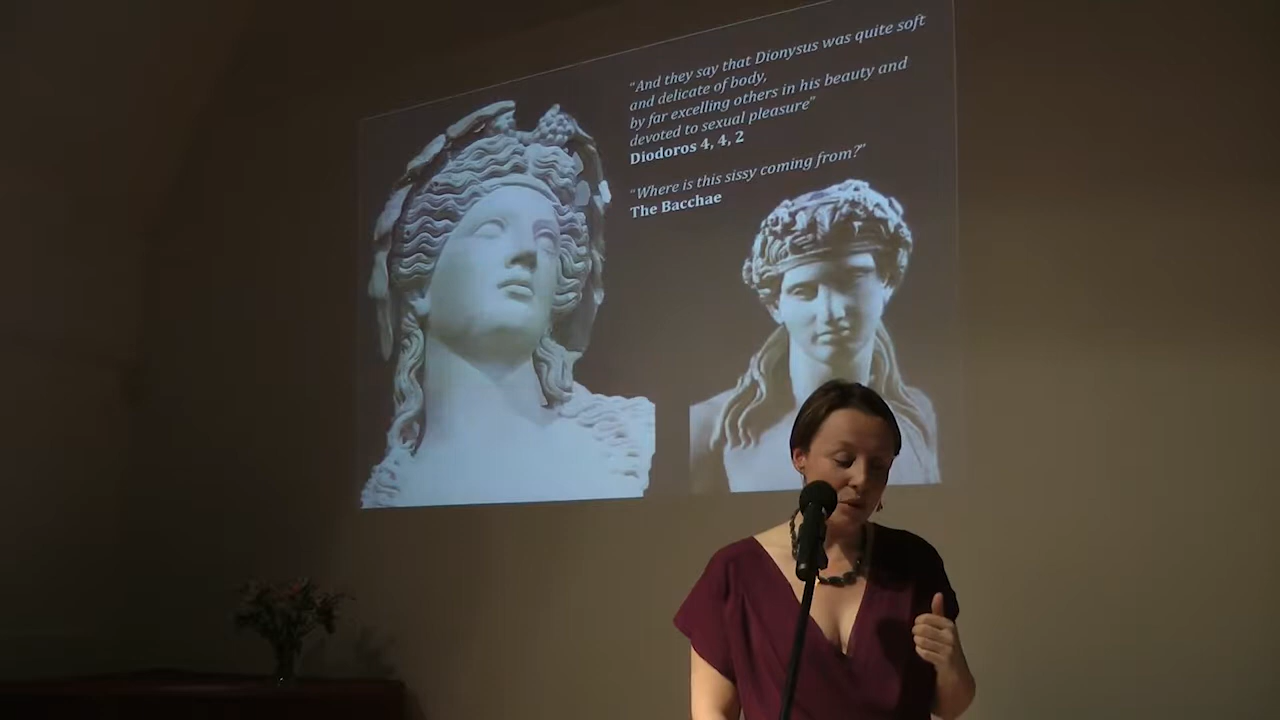 “And they say that Dionysus was quite soft
and delicate of body,
by far excelling others in his beauty and
devoted to sexual pleasure”
Diodoros 4, 4, 2
“Where is this sissy coming from?”
The Bacchae